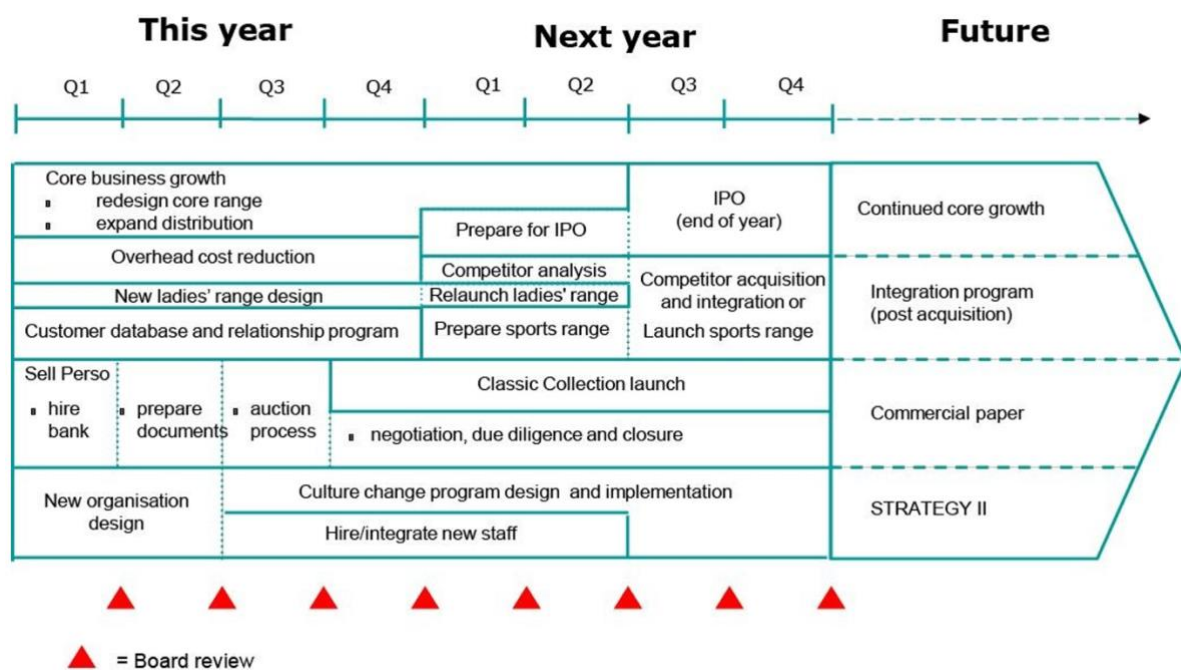 This year
Next year
Future
Q1 Q2 Q3 Q4 Q1 Q2 Q3 Q4
Core business growth
redesign core range
expand distribution
Prepare for IPO
IPO
(end of year)
Continued core growth
Overhead cost reduction
Competitor analysis
New ladies' range design
Relaunch ladies' range
Competitor acquisition
and integration or
Launch sports range
Integration program
(post acquisition)
Customer database and relationship program
Prepare sports range
Sell Perso
hire
bank
prepare
documents
auction
process
Classic Collection launch
negotiation, due diligence and closure
Commercial paper
New organisation
design
Culture change program design and implementation
Hire/integrate new staff
STRATEGY II
= Board review